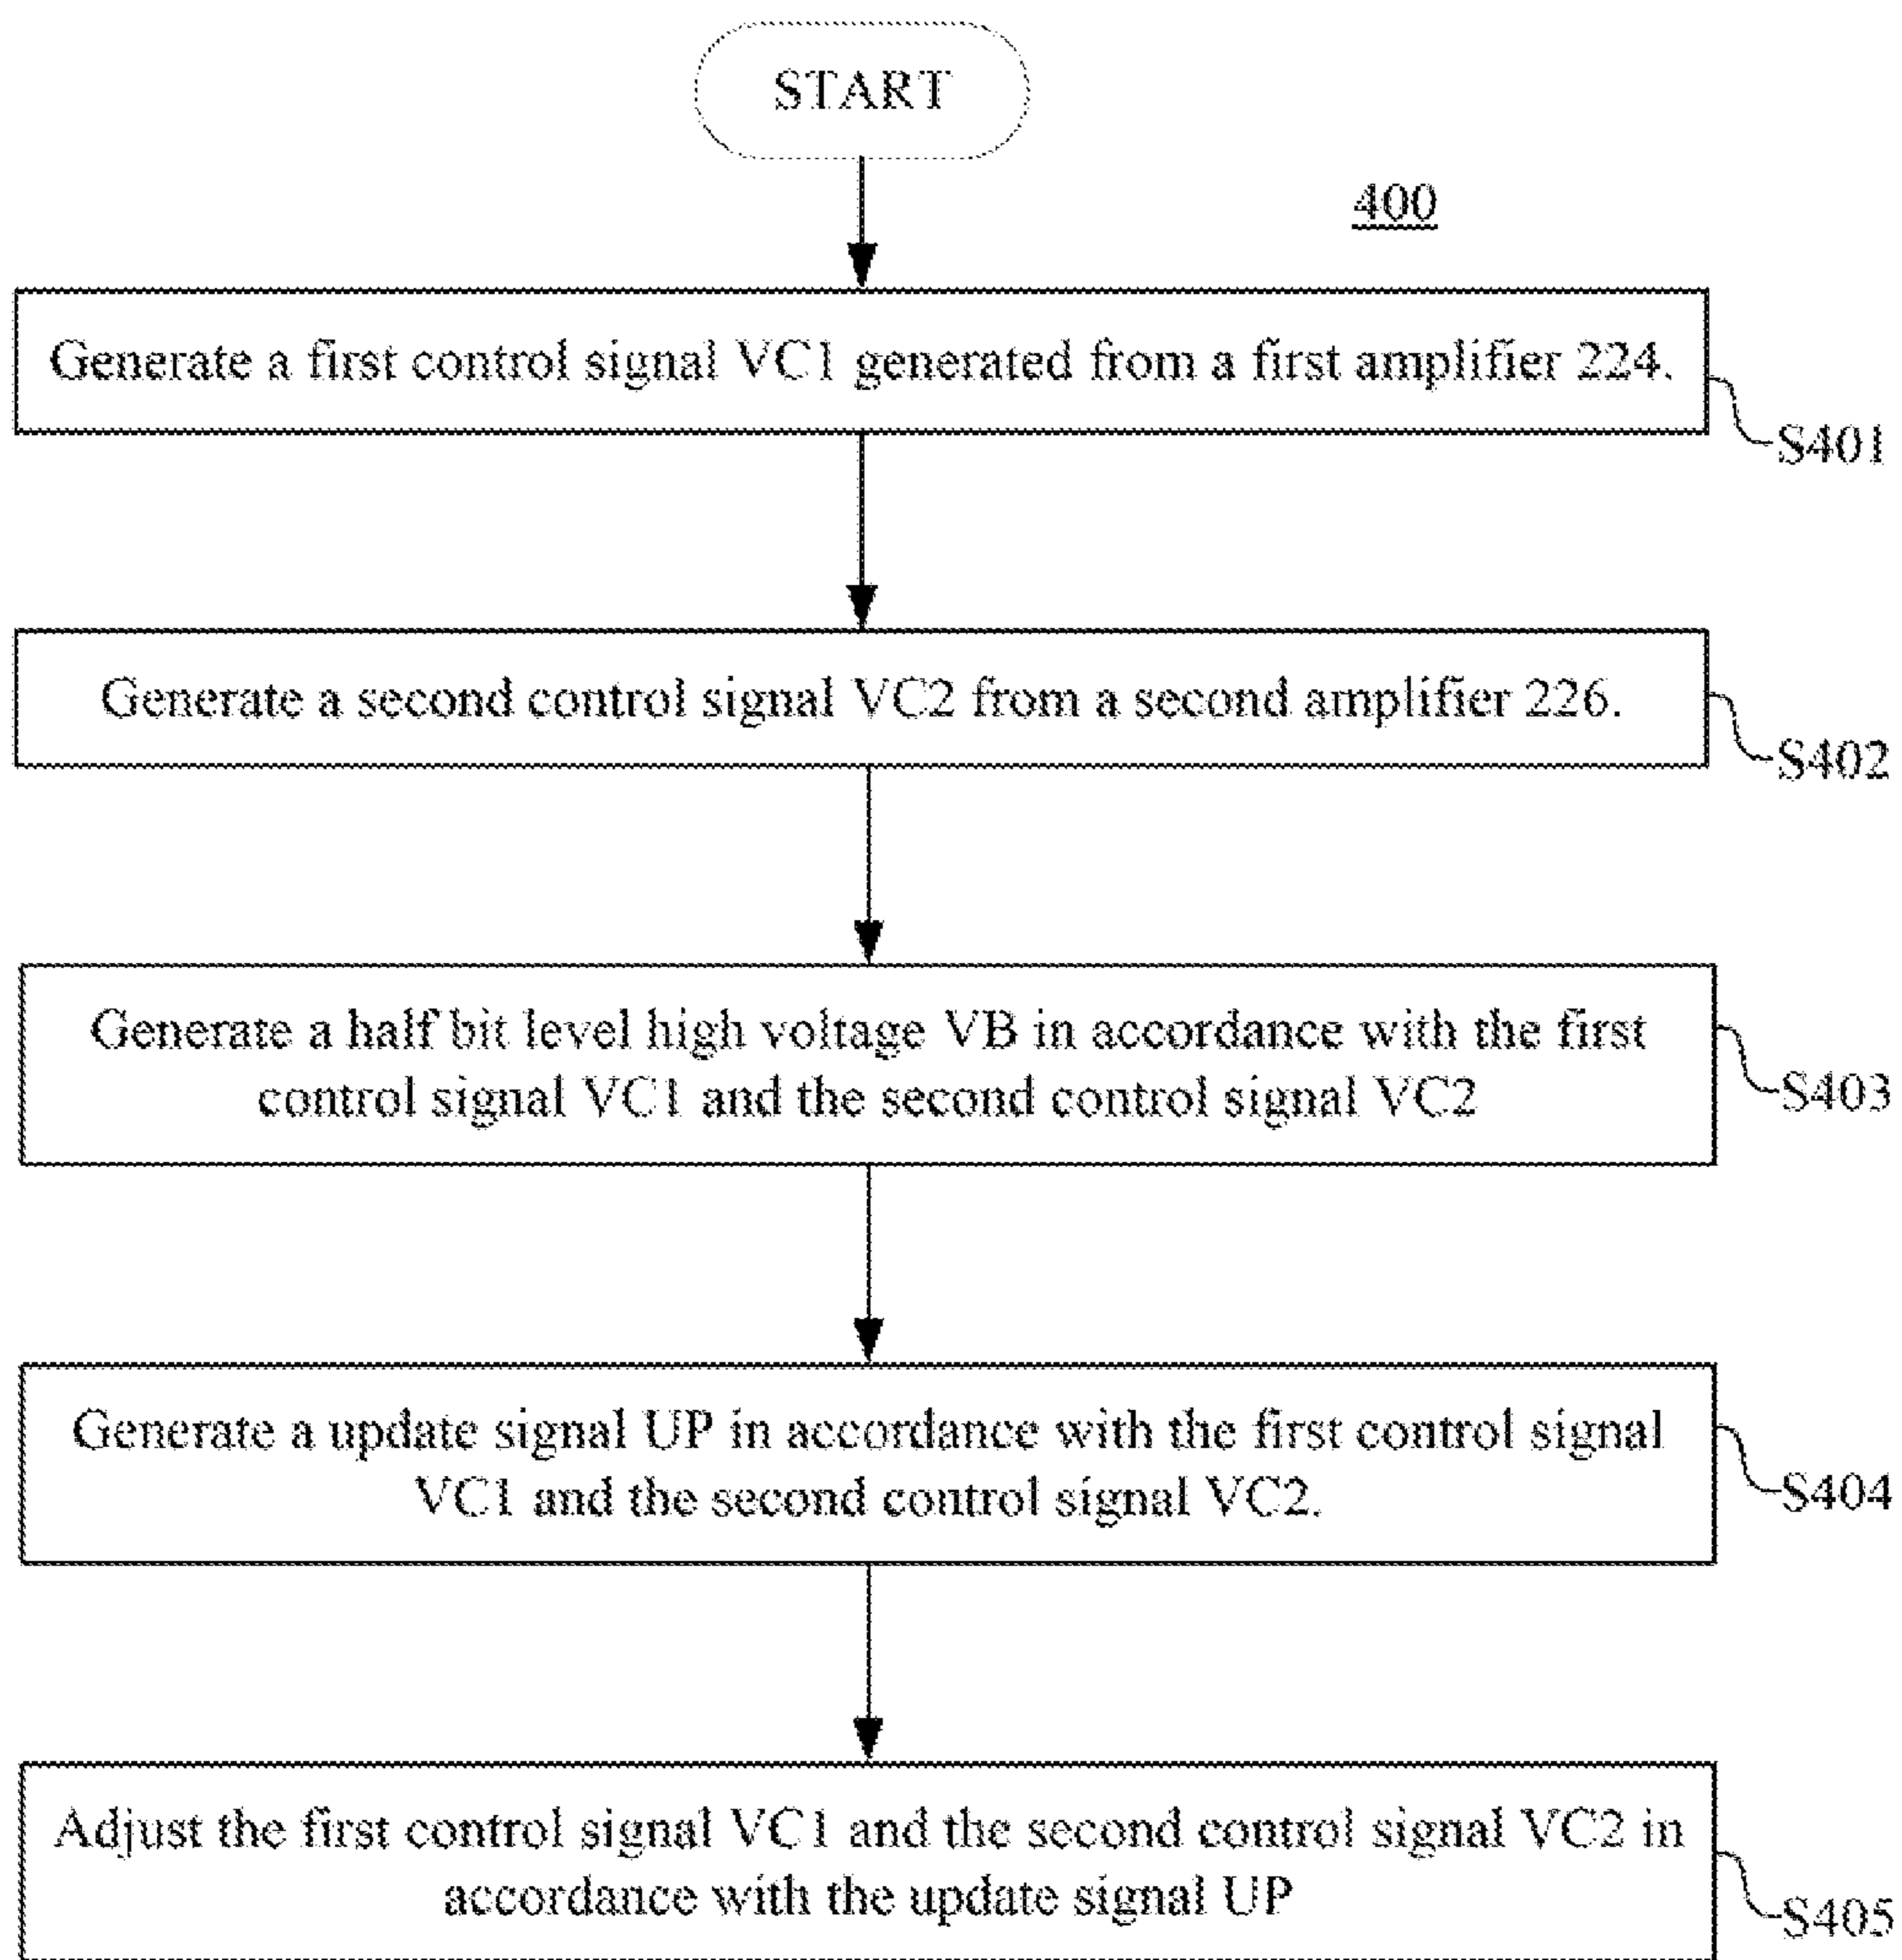 START
400
Generate a first control signal VC1 generated from a first amplifier 224.
S401
Generate a second control signal VC2 from a second amplifier 226.
S402
Generate a half bit level high voltage VB in accordance with the first
control signal VC1 and the second control signal VC2
S403
Generate a update signal UP in accordance with the first control signal
VC1 and the second control signal VC2.
S404
Adjust the first control signal VC1 and the second control signal VC2 in
accordance with the update signal UP
S405